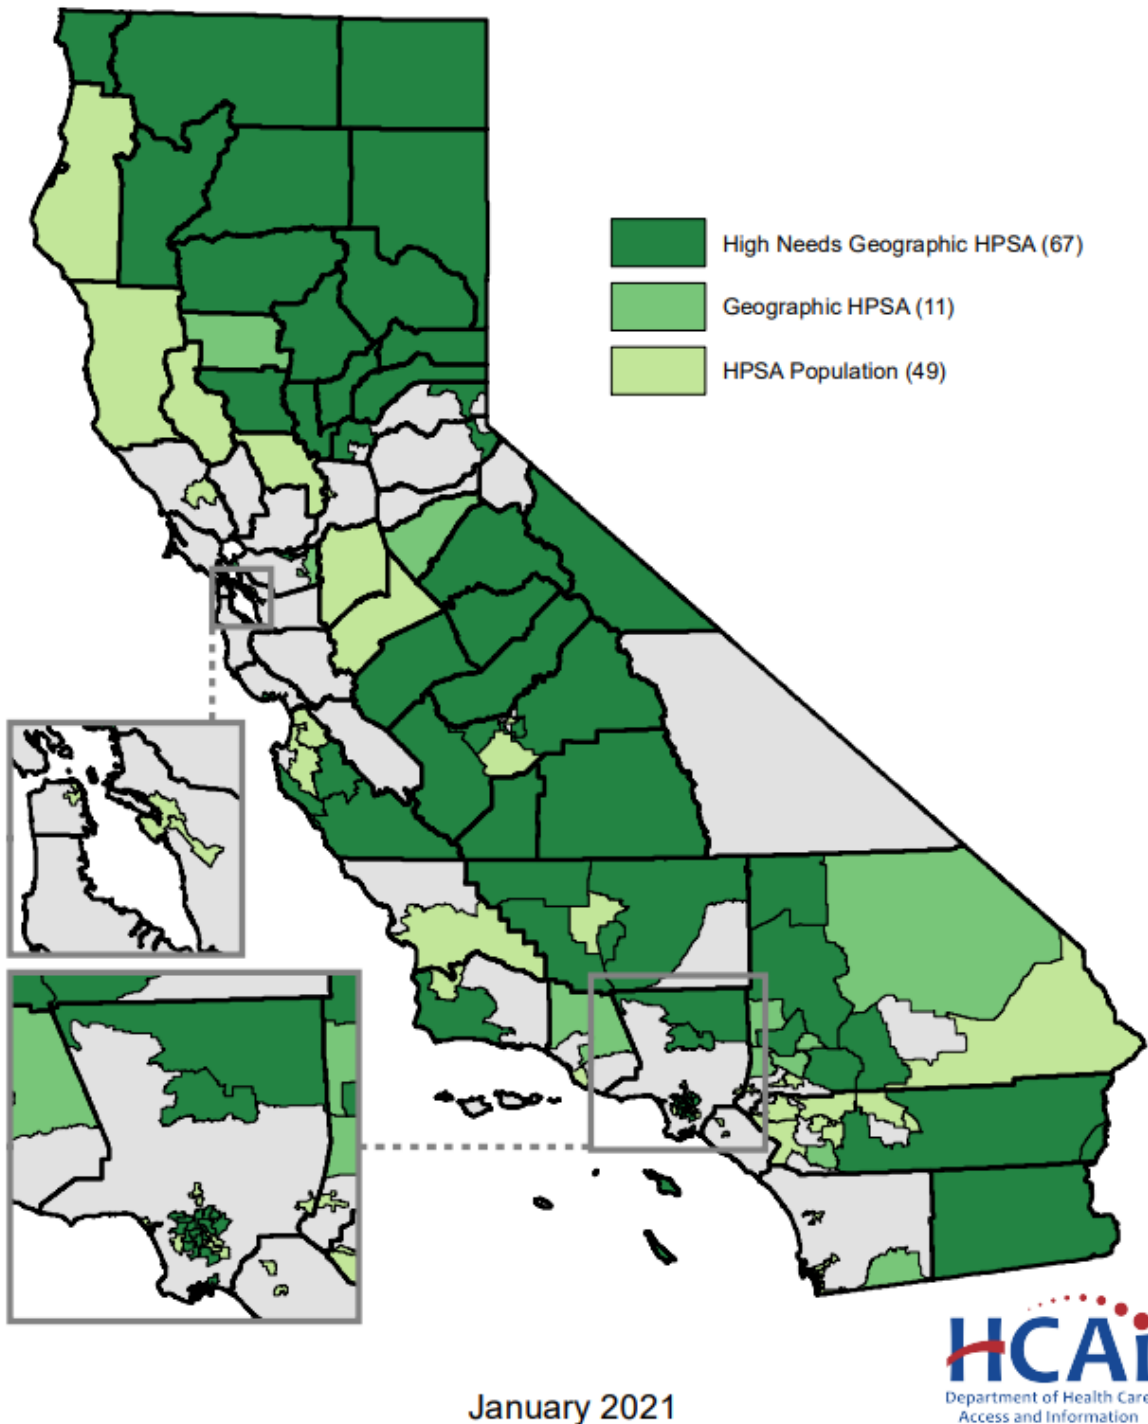 High Needs Geographic HPSA (67)
Geographic HPSA (11)
HPSA Population (49)
HCAi
Department of Health Care
Access and Information
January 2021